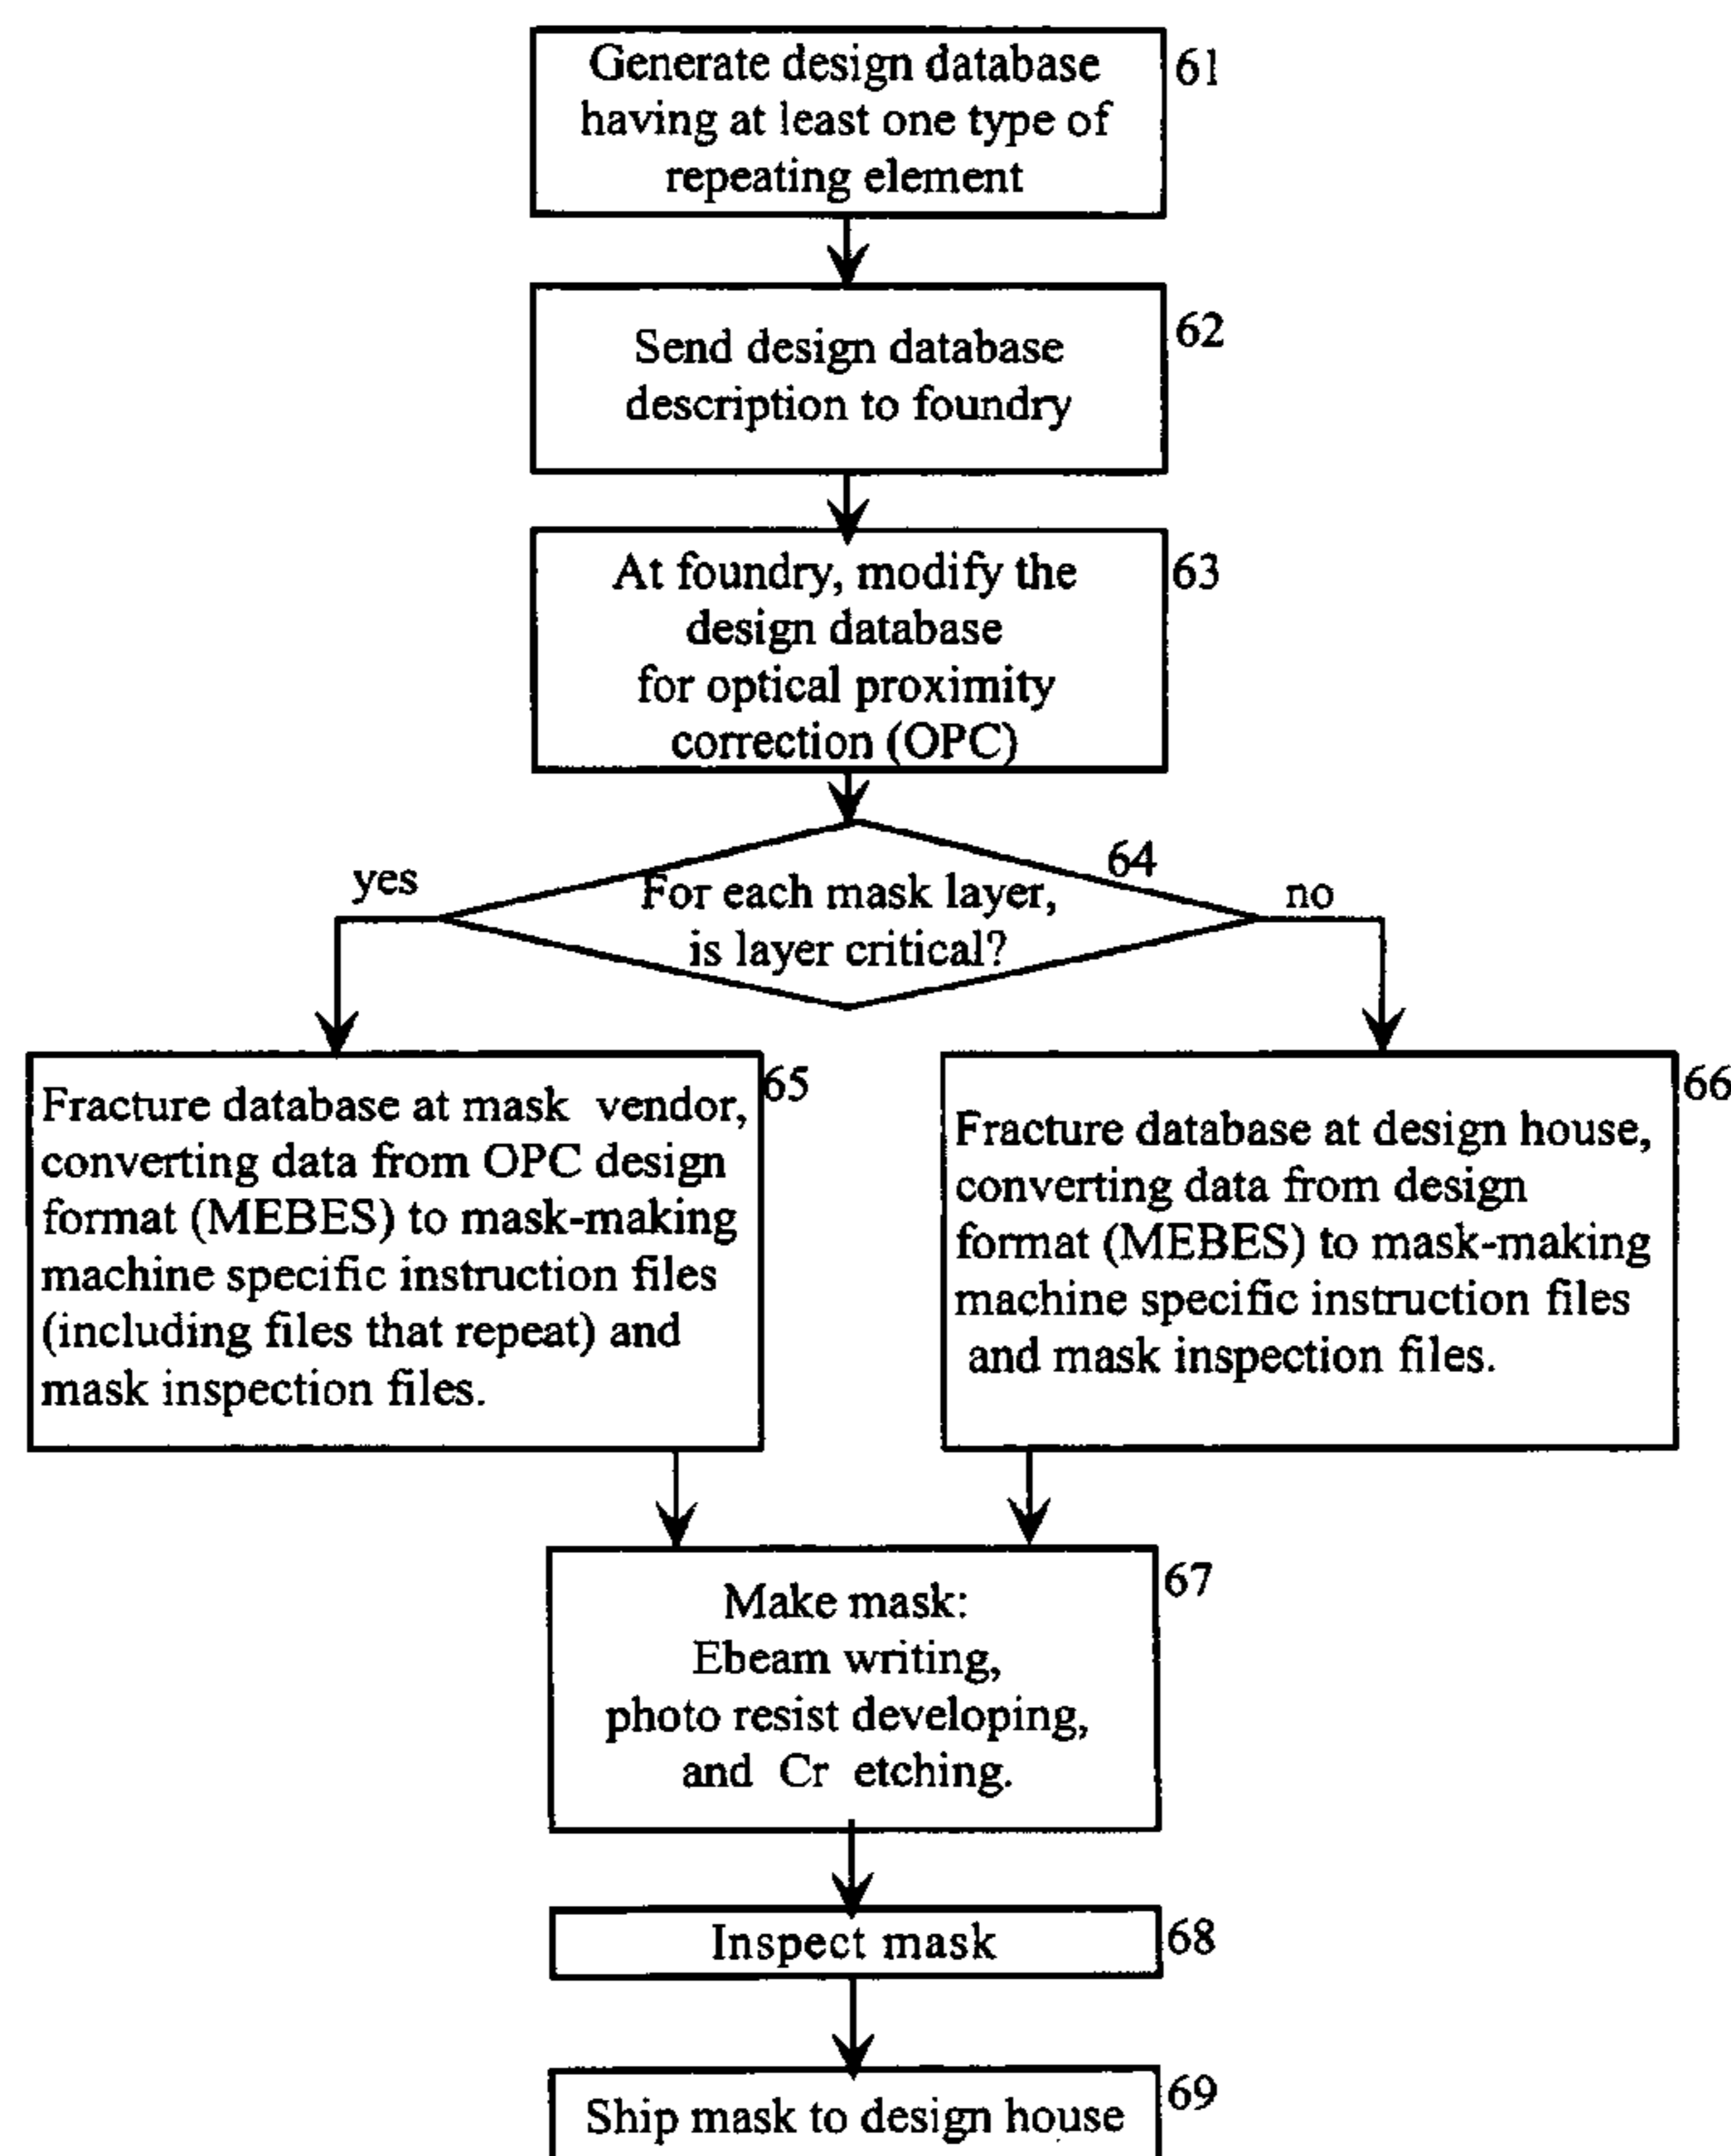 Generate design database
having at least one type of
repeating element
61
Send design database
description to foundry
62
At foundry, modify the
design database
for optical proximity
correction (OPC)
63
64
yes
For each mask layer,
is layer critical?
no
Fracture database at mask vendor,
converting data from OPC design
format (MEBES) to mask-making
machine specific instruction files
(including files that repeat) and
mask inspection files.
65
Fracture database at design house,
converting data from design
format (MEBES) to mask-making
machine specific instruction files
and mask inspection files.
66
Make mask:
Ebeam writing,
photo resist developing,
and Cr etching.
67
Inspect mask
68
Ship mask to design house
69